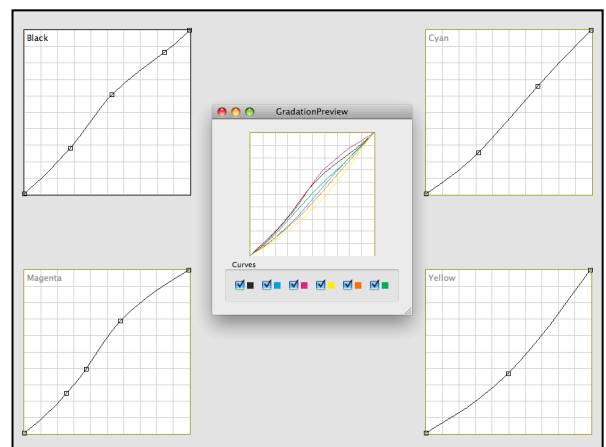 Black
Cyan
GradationPreview
Curves
Magenta
Yellow